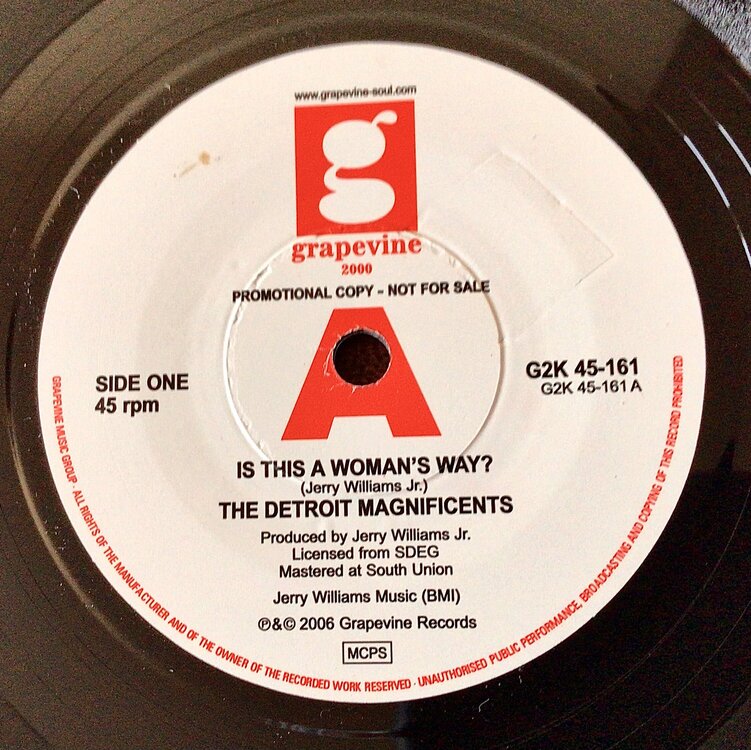 www.grapevine-soul.com
g
grapevine
2000
PROMOTIONAL COPY - NOT FOR SALE
A
SIDE ONE
45 rpm
G2K 45-161
G2K 45-161 A
IS THIS A WOMAN'S WAY?
(Jerry Williams Jr.)
THE DETROIT MAGNIFICENTS
Produced by Jerry Williams Jr.
Licensed from SDEG
Mastered at South Union
Jerry Williams Music (BMI)
℗&© 2006 Grapevine Records
MCPS
GRAPEVINE MUSIC GROUP · ALL RIGHTS OF THE MANUFACTURER AND OF THE OWNER OF THE RECORDED WORK RESERVED · UNAUTHORISED PUBLIC PERFORMANCE, BROADCASTING AND COPYING OF THIS RECORD PROHIBITED